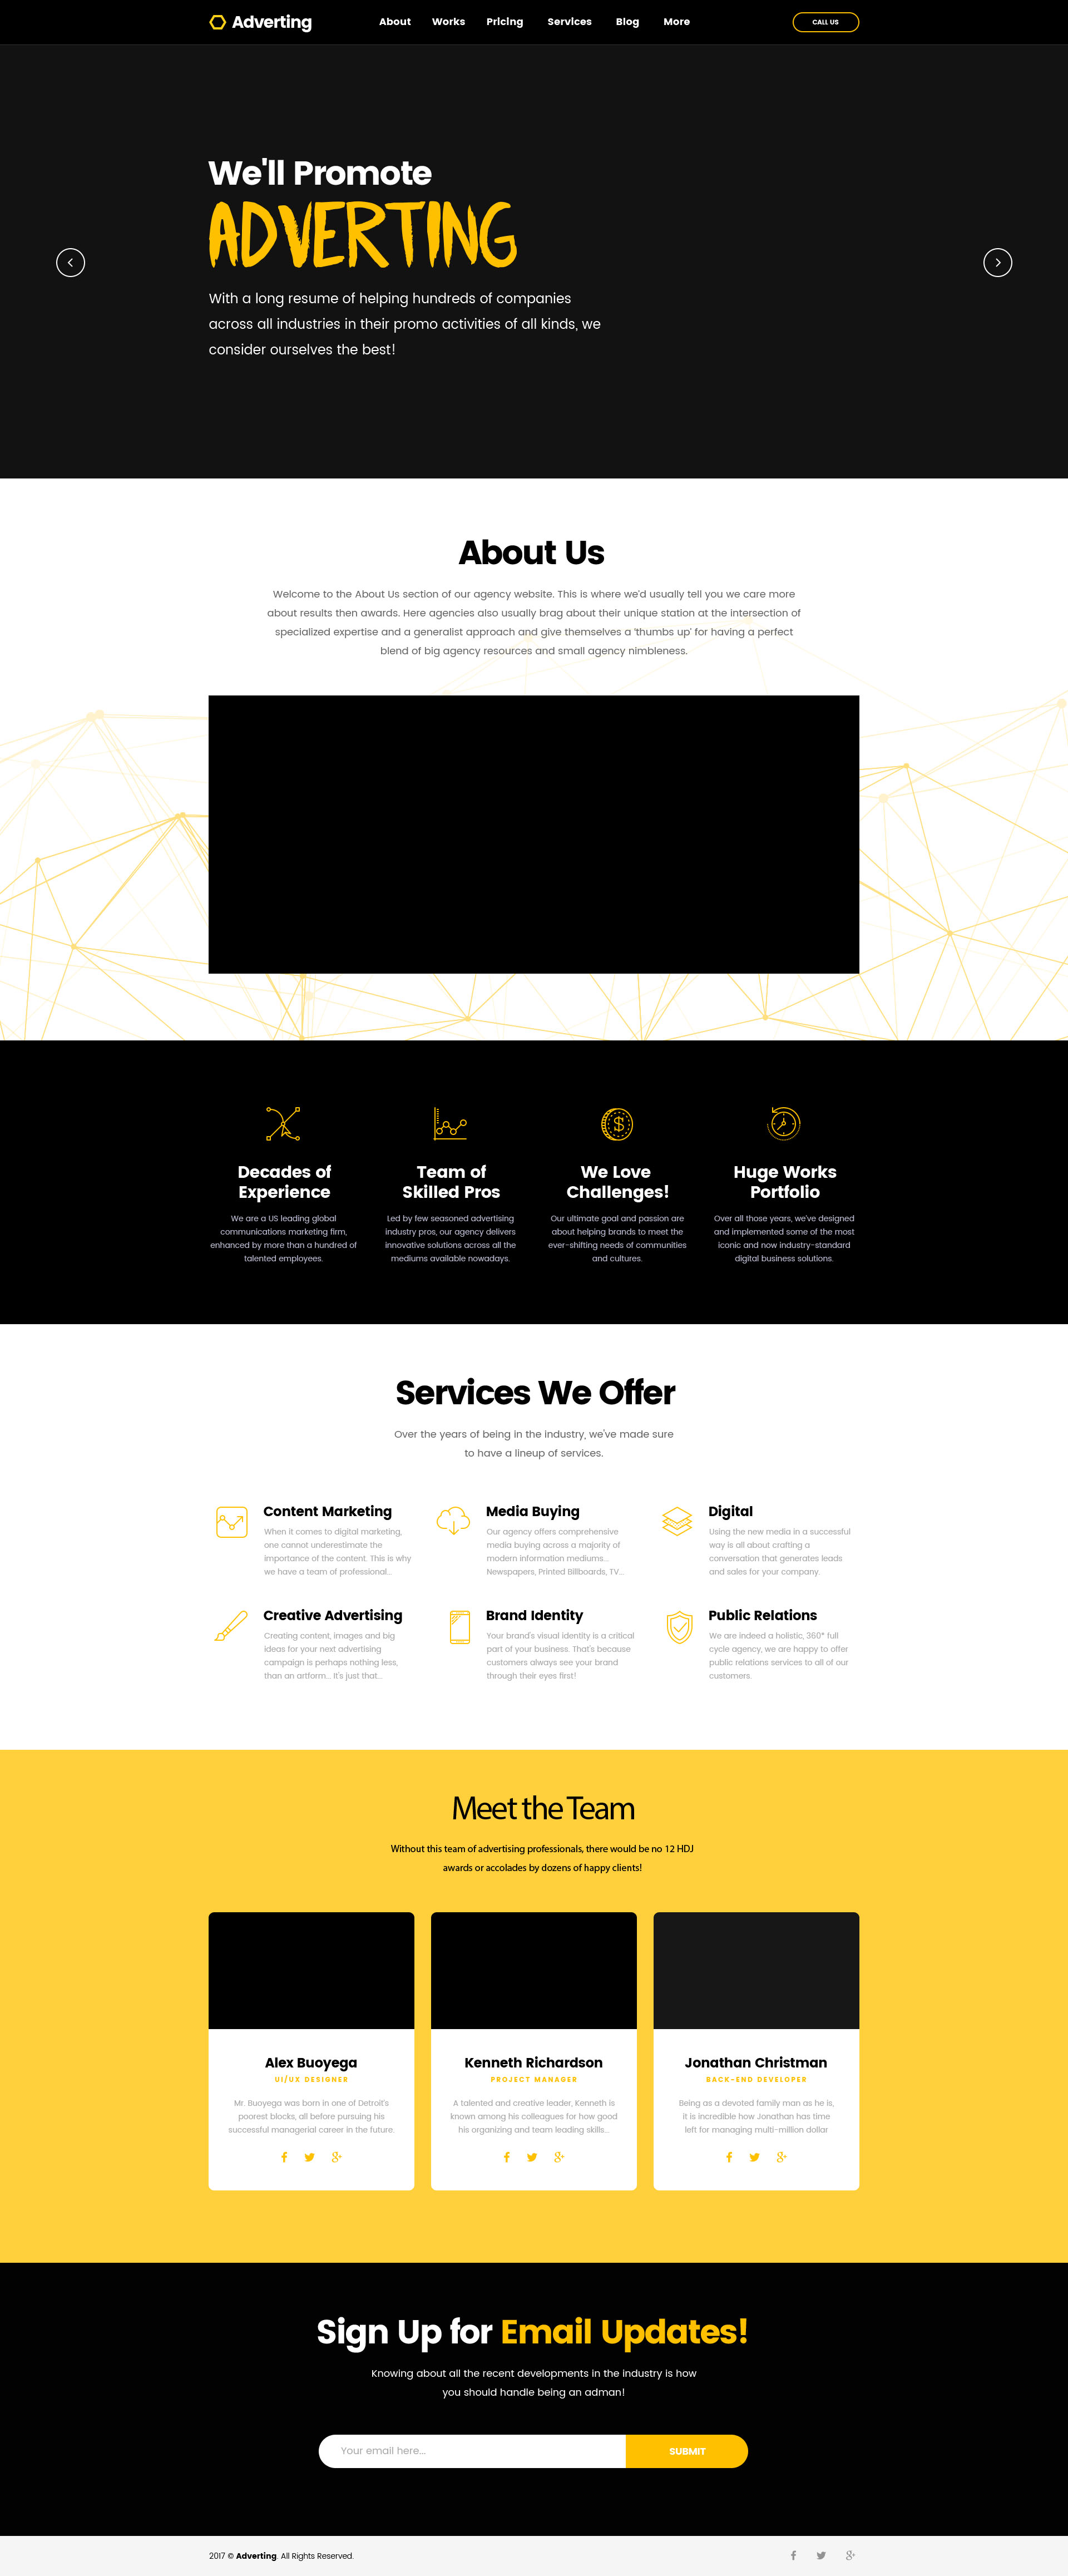 Adverting
About Works Pricing Services Blog More
CALL US
We'll Promote
ADVERTING
With a long resume of helping hundreds of companies
across all industries in their promo activities of all kinds, we
consider ourselves the best!
About Us
Welcome to the About Us section of our agency website. This is where we'd usually tell you we care more
about results then awards. Here agencies also usually brag about their unique station at the intersection of
specialized expertise and a generalist approach and give themselves a 'thumbs up' for having a perfect
blend of big agency resources and small agency nimbleness.
Decades of
Experience
We are a US leading global
communications marketing firm,
enhanced by more than a hundred of
talented employees.
Team of
Skilled Pros
Led by few seasoned advertising
industry pros, our agency delivers
innovative solutions across all the
mediums available nowadays.
We Love
Challenges!
Our ultimate goal and passion are
about helping brands to meet the
ever-shifting needs of communities
and cultures.
Huge Works
Portfolio
Over all those years, we've designed
and implemented some of the most
iconic and now industry-standard
digital business solutions.
Services We Offer
Over the years of being in the industry, we've made sure
to have a lineup of services.
Content Marketing
When it comes to digital marketing,
one cannot underestimate the
importance of the content. This is why
we have a team of professional...
Media Buying
Our agency offers comprehensive
media buying across a majority of
modern information mediums...
Newspapers, Printed Billboards, TV...
Digital
Using the new media in a successful
way is all about crafting a
conversation that generates leads
and sales for your company.
Creative Advertising
Creating content, images and big
ideas for your next advertising
campaign is perhaps nothing less,
than an artform... It's just that...
Brand Identity
Your brand's visual identity is a critical
part of your business. That's because
customers always see your brand
through their eyes first!
Public Relations
We are indeed a holistic, 360° full
cycle agency, we are happy to offer
public relations services to all of our
customers.
Meet the Team
Without this team of advertising professionals, there would be no 12 HDJ
awards or accolades by dozens of happy clients!
Alex Buoyega
UI/UX DESIGNER
Mr. Buoyega was born in one of Detroit's
poorest blocks, all before pursuing his
successful managerial career in the future.
Kenneth Richardson
PROJECT MANAGER
A talented and creative leader, Kenneth is
known among his colleagues for how good
his organizing and team leading skills...
Jonathan Christman
BACK-END DEVELOPER
Being as a devoted family man as he is,
it is incredible how Jonathan has time
left for managing multi-million dollar
Sign Up for Email Updates!
Knowing about all the recent developments in the industry is how
you should handle being an adman!
Your email here...
SUBMIT
2017 © Adverting. All Rights Reserved.